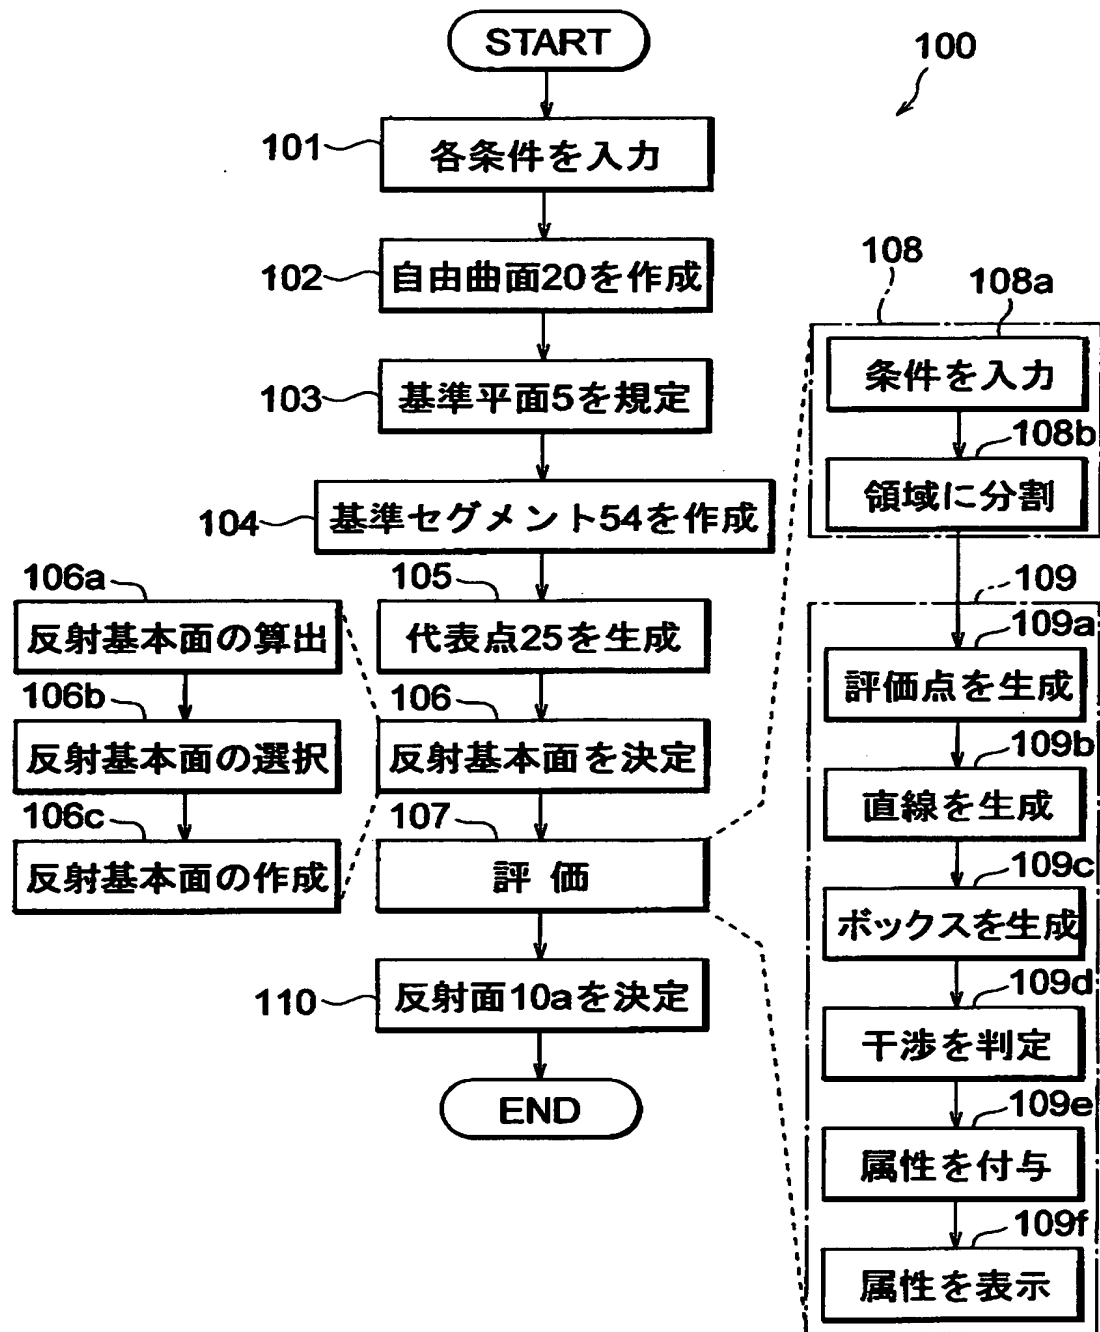 START
100
101
各条件を入力
102
自由曲面20を作成
103
基準平面5を規定
104
基準セグメント54を作成
105
代表点25を生成
106
反射基本面を決定
106a
反射基本面の算出
106b
反射基本面の選択
106c
反射基本面の作成
107
評 価
110
反射面10aを決定
END
108
108a
条件を入力
108b
領域に分割
109
109a
評価点を生成
109b
直線を生成
109c
ボックスを生成
109d
干渉を判定
109e
属性を付与
109f
属性を表示